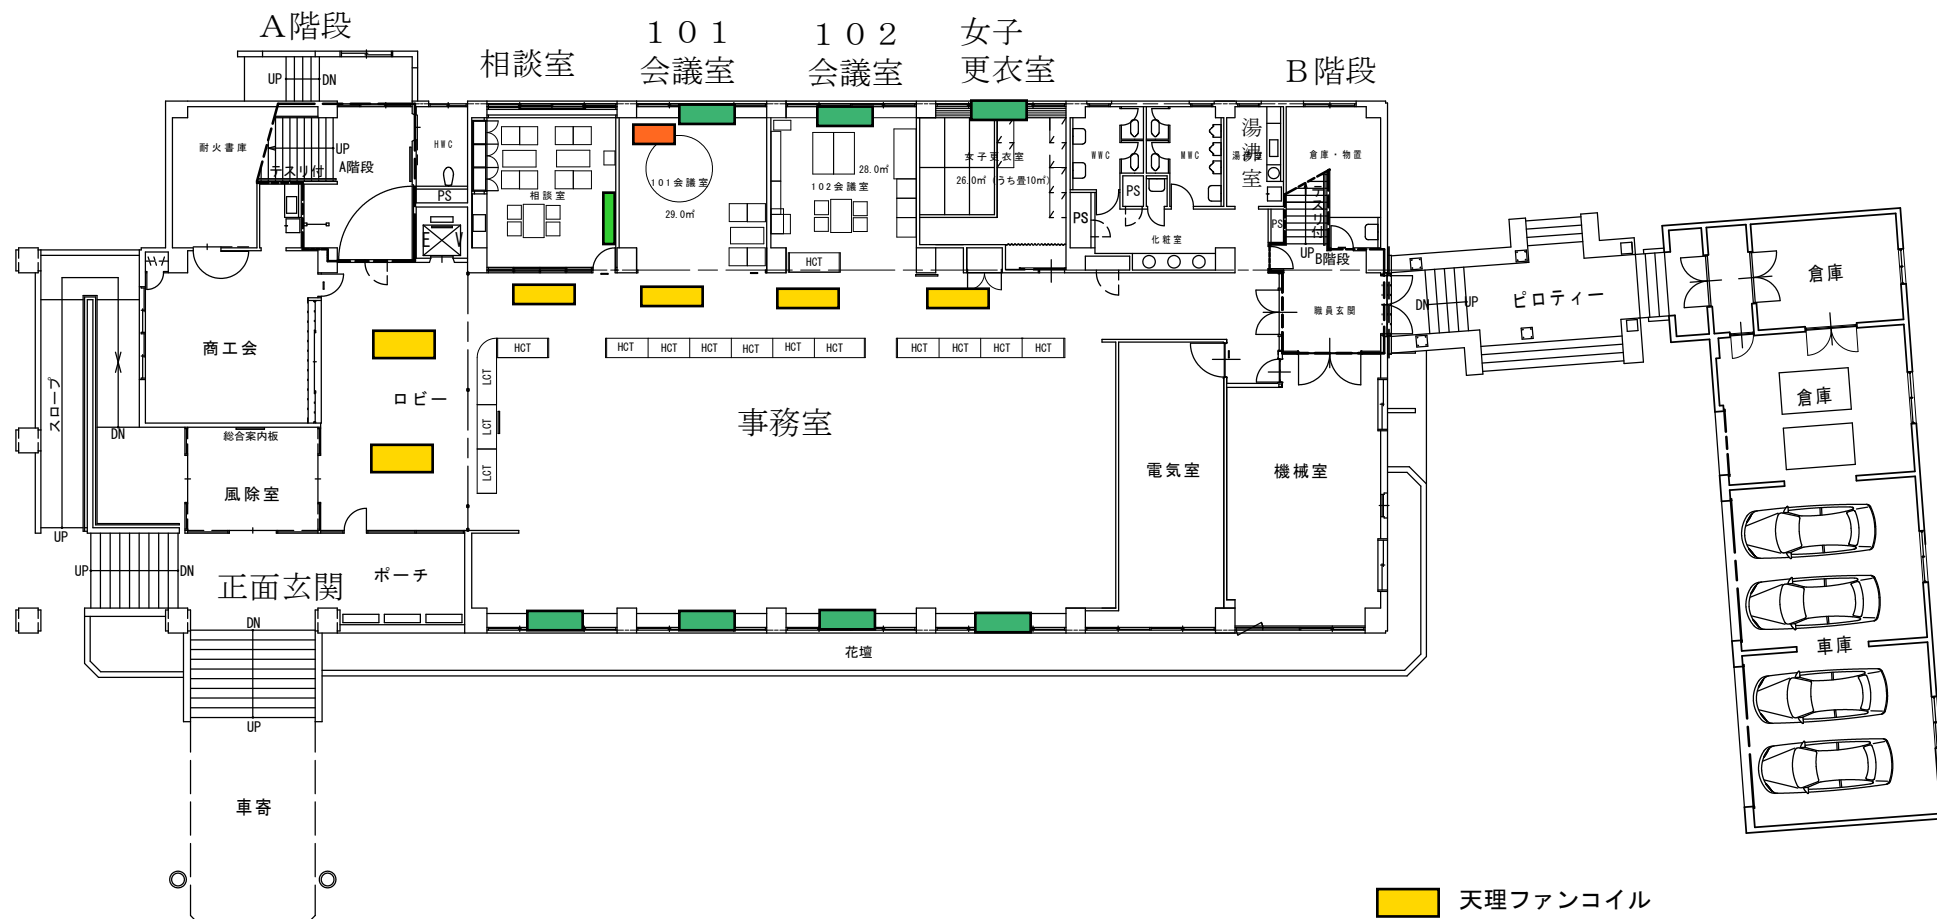 A階段
相談室
１０１
会議室
１０２
会議室
女子
更衣室
B階段
UP
DN
耐火書庫
テスリ付
UP
A階段
HWC
PS
EV
相談室
101会議室
29.0㎡
28.0㎡
102会議室
HCT
女子更衣室
26.0㎡ (うち畳10㎡)
WWC
MWC
PS
PS
化粧室
湯沸室
湯沸室
倉庫・物置
テスリ付
PS
UP
B階段
職員玄関
DN
UP
ピロティー
倉庫
倉庫
車庫
商工会
スロープ
DN
UP
総合案内板
風除室
ロビー
HCT
HCT
HCT
HCT
HCT
HCT
HCT
HCT
HCT
HCT
HCT
LCT
LCT
LCT
事務室
電気室
機械室
UP
DN
正面玄関
ポーチ
DN
UP
花壇
車寄
天理ファンコイル